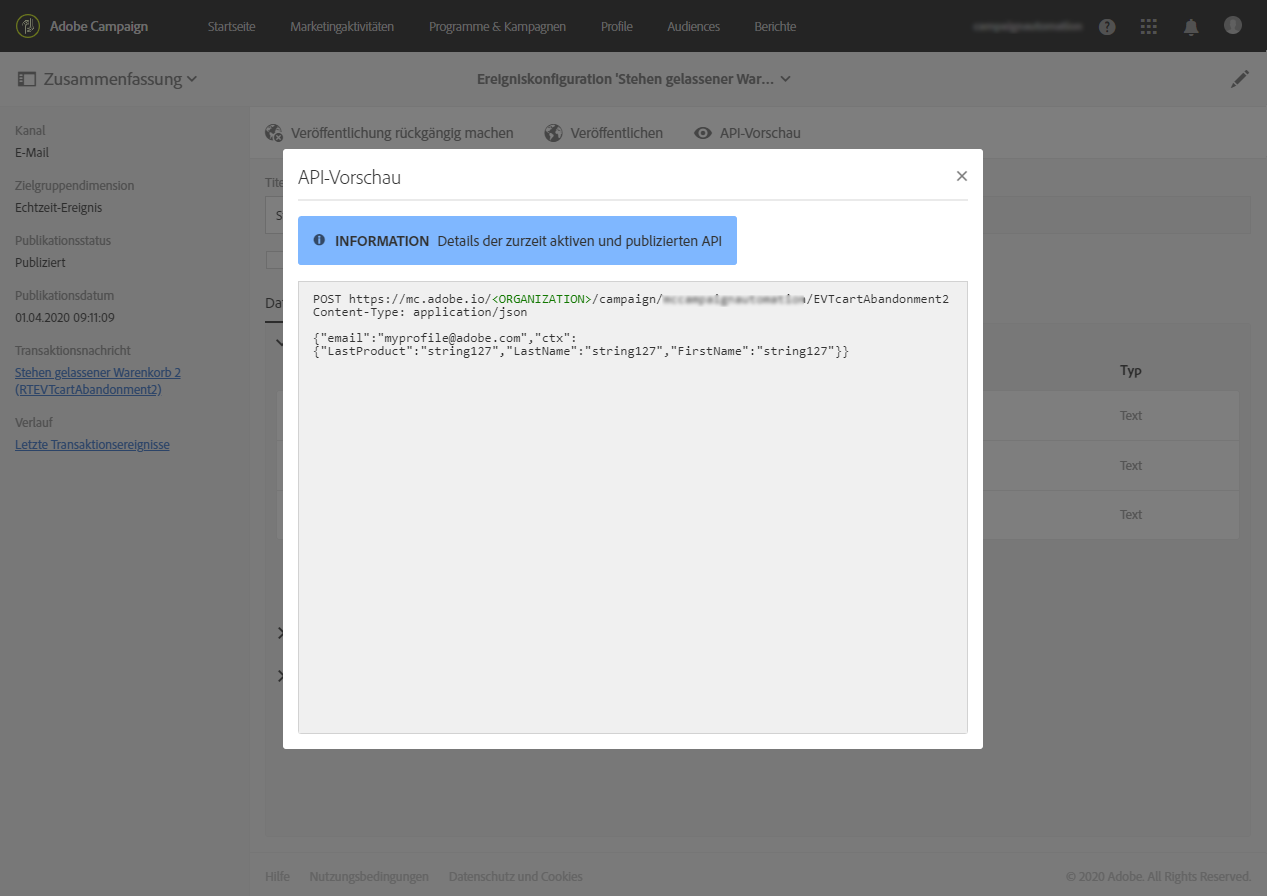 Adobe Campaign Startseite Marketingaktivitäten Programme & Kampagnen Profile Audiences Berichte
Zusammenfassung Ereigniskonfiguration 'Stehen gelassener War...
Kanal
E-Mail
Zielgruppendimension
Echtzeit-Ereignis
Publikationsstatus
Publiziert
Publikationsdatum
01.04.2020 09:11:09
Transaktionsnachricht
Stehen gelassener Warenkorb 2
(RTEVTcartAbandonment2)
Verlauf
Letzte Transaktionsereignisse
Veröffentlichung rückgängig machen Veröffentlichen API-Vorschau
API-Vorschau
INFORMATION Details der zurzeit aktiven und publizierten API
POST https://mc.adobe.io/<ORGANIZATION>/campaign/ /EVTcartAbandonment2
Content-Type: application/json
{"email":"myprofile@adobe.com","ctx":
{"LastProduct":"string127","LastName":"string127","FirstName":"string127"}}
Typ
Text
Text
Text
Hilfe Nutzungsbedingungen Datenschutz und Cookies © 2020 Adobe. All Rights Reserved.